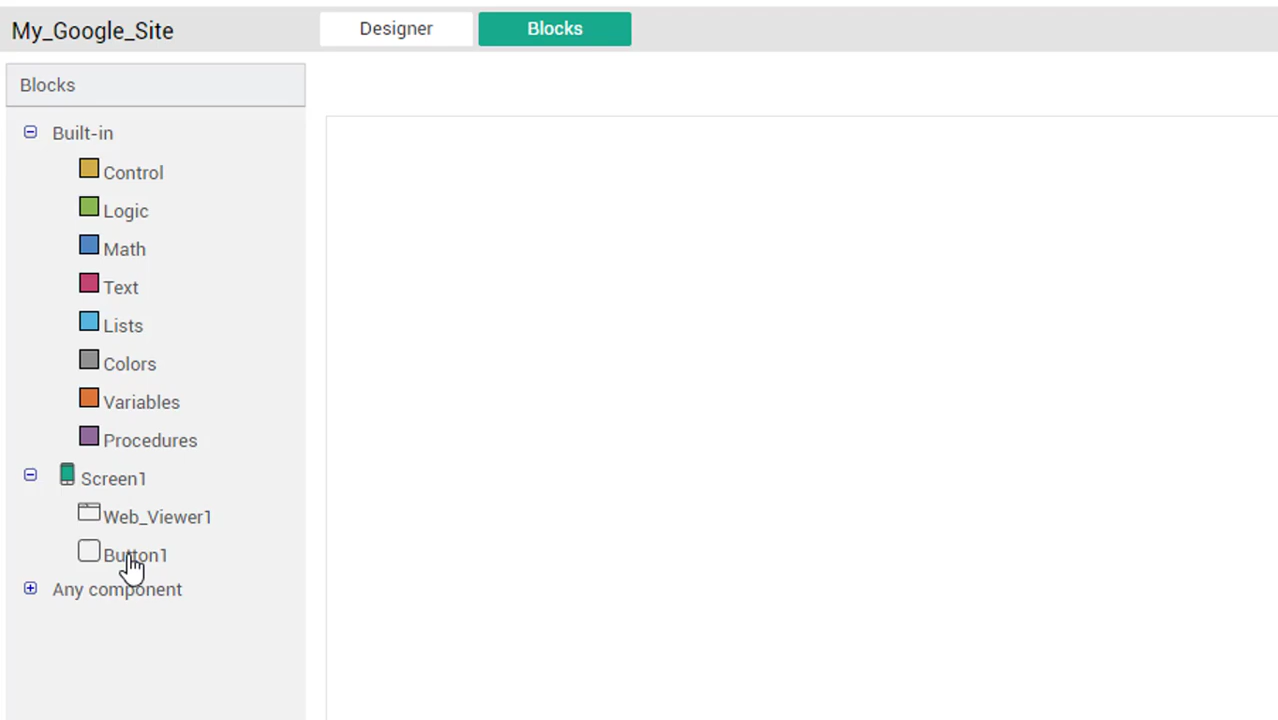 My_Google_Site
Designer
Blocks
Blocks
Built-in
Control
Logic
Math
Text
Lists
Colors
Variables
Procedures
Screen1
Web_Viewer1
Button1
Any component